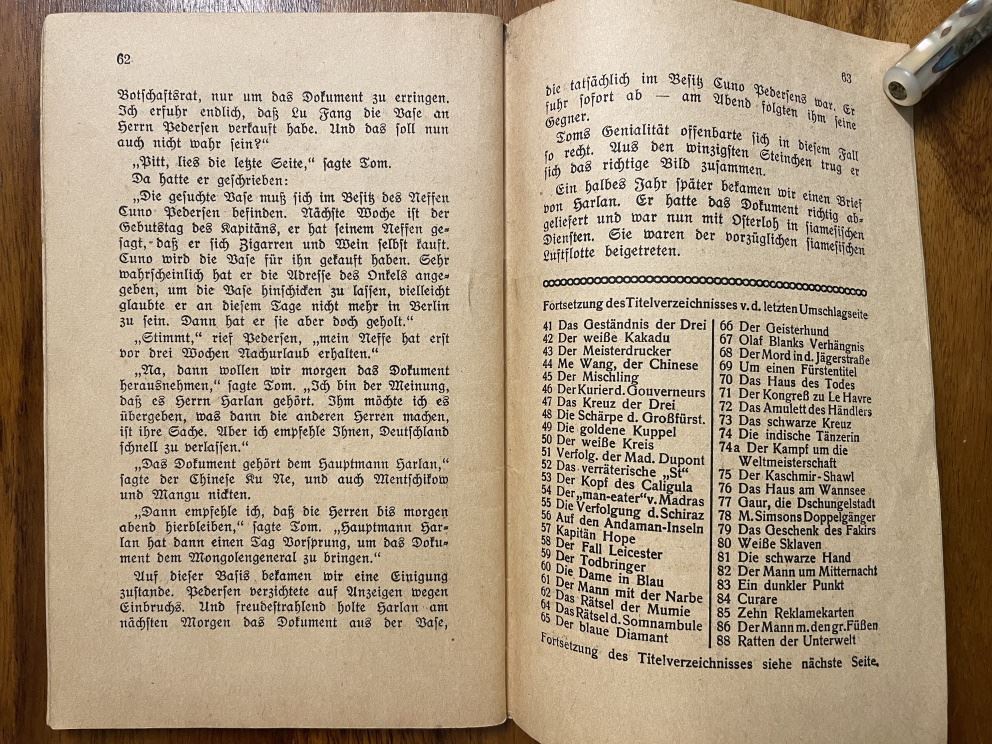 62
Botschaftsrat, nur um das Dokument zu erringen.
Ich erfuhr endlich, daß Lu Fang die Vase an
Herrn Pedersen verkauft habe. Und das soll nun
auch nicht wahr sein?“
„Pitt, lies die letzte Seite,“ sagte Tom.
Da hatte er geschrieben:
„Die gesuchte Vase muß sich im Besitz des Neffen
Cuno Pedersen befinden. Nächste Woche ist der
Gebutstag des Kapitäns, er hat seinem Neffen ge-
sagt, daß er sich Zigarren und Wein selbst kauft.
Cuno wird die Vase für ihn gekauft haben. Sehr
wahrscheinlich hat er die Adresse des Onkels ange-
geben, um die Vase hinschicken zu lassen, vielleicht
glaubte er an diesem Tage nicht mehr in Berlin
zu sein. Dann hat er sie aber doch geholt.“
„Stimmt,“ rief Pedersen, „mein Neffe hat erst
vor drei Wochen Nachurlaub erhalten.“
„Na, dann wollen wir morgen das Dokument
herausnehmen,“ sagte Tom. „Ich bin der Meinung,
daß es Herrn Harlan gehört. Ihm möchte ich es
übergeben, was dann die anderen Herren machen,
ist ihre Sache. Aber ich empfehle Ihnen, Deutschland
schnell zu verlassen.“
„Das Dokument gehört dem Hauptmann Harlan,“
sagte der Chinese Ku Ne, und auch Mentschikow
und Mangu nickten.
„Dann empfehle ich, daß die Herren bis morgen
abend hierbleiben,“ sagte Tom. „Hauptmann Har-
lan hat dann einen Tag Vorsprung, um das Doku-
ment dem Mongolengeneral zu bringen.“
Auf dieser Basis bekamen wir eine Einigung
zustande. Pedersen verzichtete auf Anzeigen wegen
Einbruchs. Und freudestrahlend holte Harlan am
nächsten Morgen das Dokument aus der Vase,
63
die tatsächlich im Besitz Cuno Pedersens war. Er
fuhr sofort ab — am Abend folgten ihm seine
Gegner.
Toms Genialität offenbarte sich in diesem Fall
so recht. Aus den winzigsten Steinchen trug er
sich das richtige Bild zusammen.
Ein halbes Jahr später bekamen wir einen Brief
von Harlan. Er hatte das Dokument richtig ab-
geliefert und war nun mit Osterloh in siamesischen
Diensten. Sie waren der vorzüglichen siamesischen
Luftflotte beigetreten.
Fortsetzung des Titelverzeichnisses v. d. letzten Umschlagseite
41 Das Geständnis der Drei
42 Der weiße Kakadu
43 Der Meisterdrucker
44 Me Wang, der Chinese
45 Der Mischling
46 Der Kurier d. Gouverneurs
47 Das Kreuz der Drei
48 Die Schärpe d. Großfürst.
49 Die goldene Kuppel
50 Der weiße Kreis
51 Verfolg. der Mad. Dupont
52 Das verräterische „Si“
53 Der Kopf des Caligula
54 Der „man-eater“ v. Madras
55 Die Verfolgung d. Schiraz
56 Auf den Andaman-Inseln
57 Kapitän Hope
58 Der Fall Leicester
59 Der Todbringer
60 Die Dame in Blau
61 Der Mann mit der Narbe
62 Das Rätsel der Mumie
64 Das Rätsel d. Somnambule
65 Der blaue Diamant
66 Der Geisterhund
67 Olaf Blanks Verhängnis
68 Der Mord in d. Jägerstraße
69 Um einen Fürstentitel
70 Das Haus des Todes
71 Der Kongreß zu Le Havre
72 Das Amulett des Händlers
73 Das schwarze Kreuz
74 Die indische Tänzerin
74a Der Kampf um die
Weltmeisterschaft
75 Der Kaschmir-Shawl
76 Das Haus am Wannsee
77 Gaur, die Dschungelstadt
78 M. Simsons Doppelgänger
79 Das Geschenk des Fakirs
80 Weiße Sklaven
81 Die schwarze Hand
82 Der Mann um Mitternacht
83 Ein dunkler Punkt
84 Curare
85 Zehn Reklamekarten
86 Der Mann m. den gr. Füßen
88 Ratten der Unterwelt
Fortsetzung des Titelverzeichnisses siehe nächste Seite.